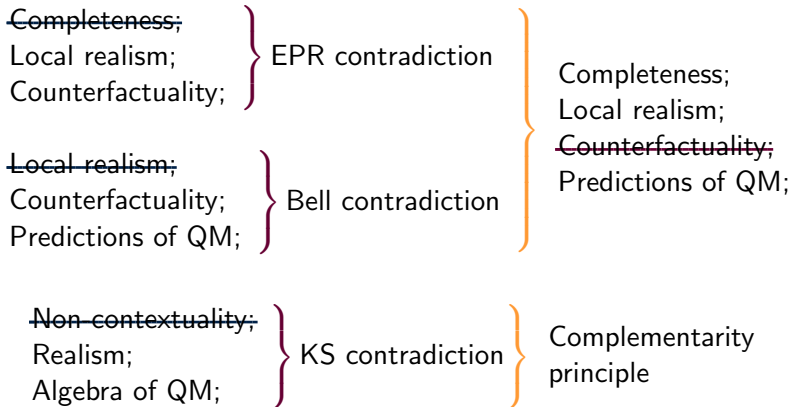 Completeness;
Local realism;
Counterfactuality;
EPR contradiction
Local realism;
Counterfactuality;
Predictions of QM;
Bell contradiction
Completeness;
Local realism;
Counterfactuality;
Predictions of QM;
Non-contextuality;
Realism;
Algebra of QM;
KS contradiction
Complementarity
principle